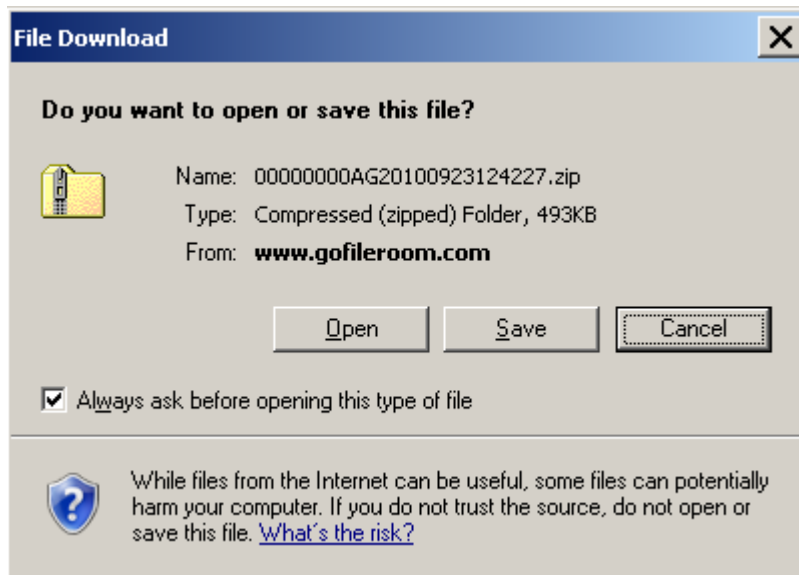 File Download
Do you want to open or save this file?
Name: 00000000AG20100923124227.zip
Type: Compressed (zipped) Folder, 493KB
From: www.gofileroom.com
Open Save Cancel
Always ask before opening this type of file
While files from the Internet can be useful, some files can potentially
harm your computer. If you do not trust the source, do not open or
save this file. What's the risk?